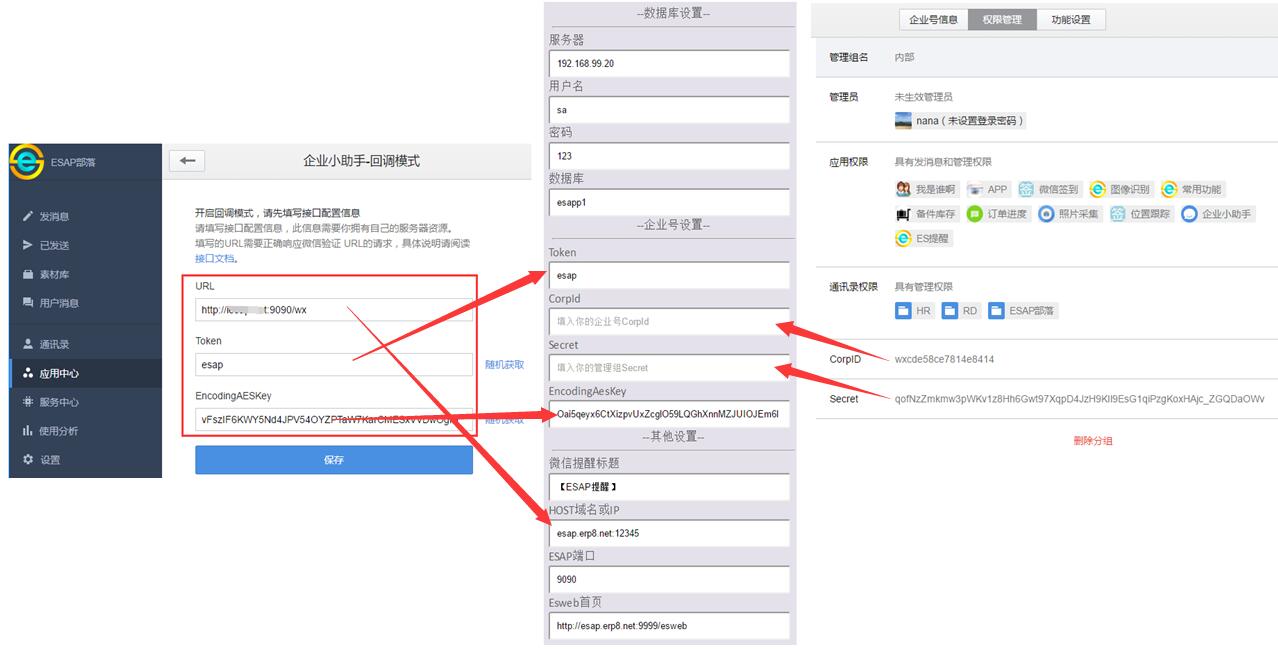 ESAP部落
发消息
已发送
素材库
用户消息
通讯录
应用中心
服务中心
使用分析
设置
企业小助手-回调模式
开启回调模式，请先填写接口配置信息
请填写接口配置信息，此信息需要你拥有自己的服务器资源。
填写的URL需要正确响应微信验证 URL的请求，具体说明请阅读
接口文档。
URL
t:9090/wx
Token
esap
随机获取
EncodingAESKey
随机获取
保存
--数据库设置--
服务器
192.168.99.20
用户名
sa
密码
123
数据库
esapp1
--企业号设置--
Token
esap
CorpId
填入你的企业号CorpId
Secret
填入你的管理组Secret
EncodingAesKey
Oai5qeyx6CtXizpvUxZcglO59LQGhXnnMZJUIOJEm6l
--其他设置--
微信提醒标题
【ESAP提醒】
HOST域名或IP
esap.erp8.net:12345
ESAP端口
9090
Esweb首页
http://esap.erp8.net:9999/esweb
企业号信息
权限管理
功能设置
管理组名 内部
管理员 未生效管理员
nana（未设置登录密码）
应用权限 具有发消息和管理权限
我是谁啊 APP 微信签到 图像识别 常用功能
备件库存 订单进度 照片采集 位置跟踪 企业小助手
ES提醒
通讯录权限 具有管理权限
HR RD ESAP部落
CorpID wxcde58ce7814e8414
Secret qofNzZmkmw3pWKv1z8Hh6Gwt97XqpD4JzH9KlI9EsG1qiPzgKoxHAjc_ZGQDaOWv
删除分组